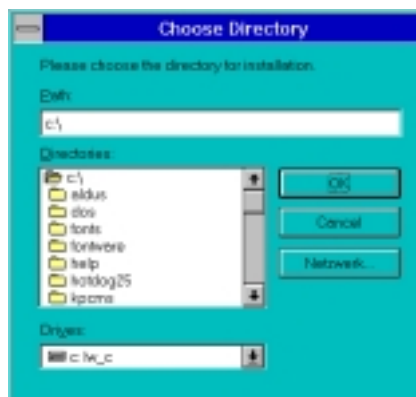 Choose Directory
Please choose the directory for installation.
Path:
c:\
Directories:
c:\
aldus
dos
fonts
fontware
help
hotdog25
kpcms
OK
Cancel
Netzwerk...
Drives:
c: lw_c